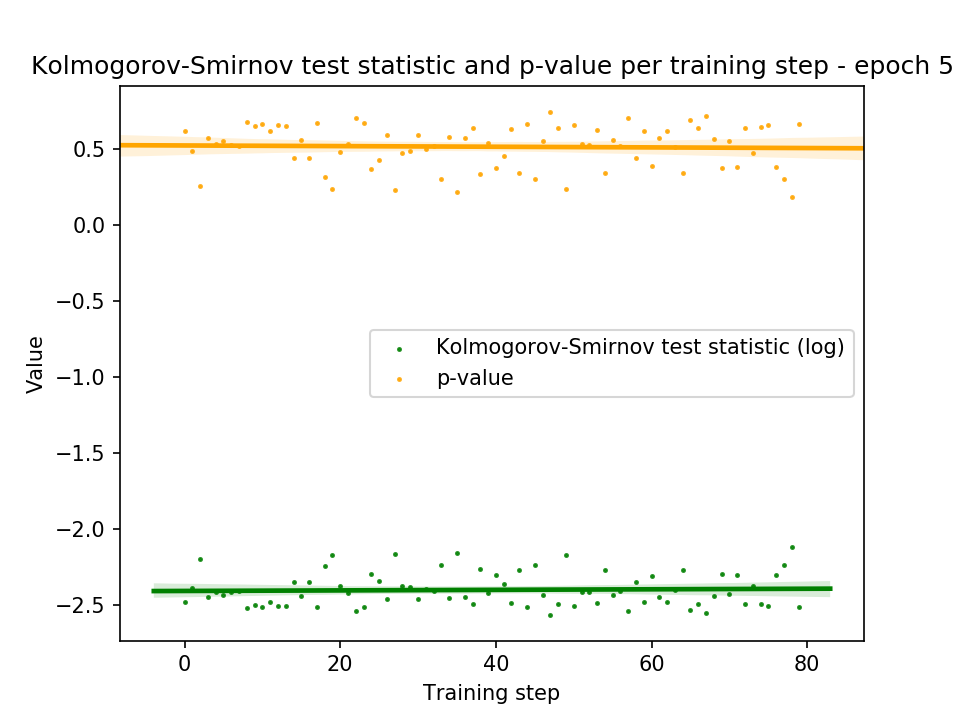 Kolmogorov-Smirnov test statistic and p-value per training step - epoch 5
0.5
0.0
−0.5
−1.0
−1.5
−2.0
−2.5
Value
Kolmogorov-Smirnov test statistic (log)
p-value
0 20 40 60 80
Training step